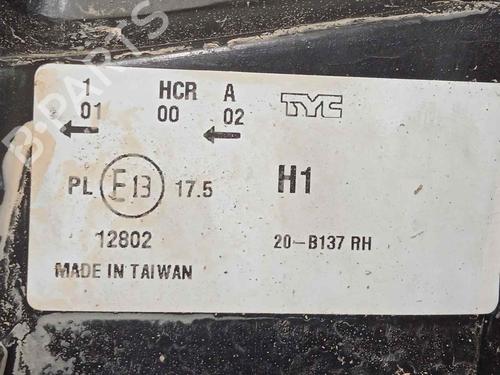 1 HCR A TYC
01 00 02
PL E13 17.5 H1
12802 20-B137 RH
MADE IN TAIWAN
B-PARTS